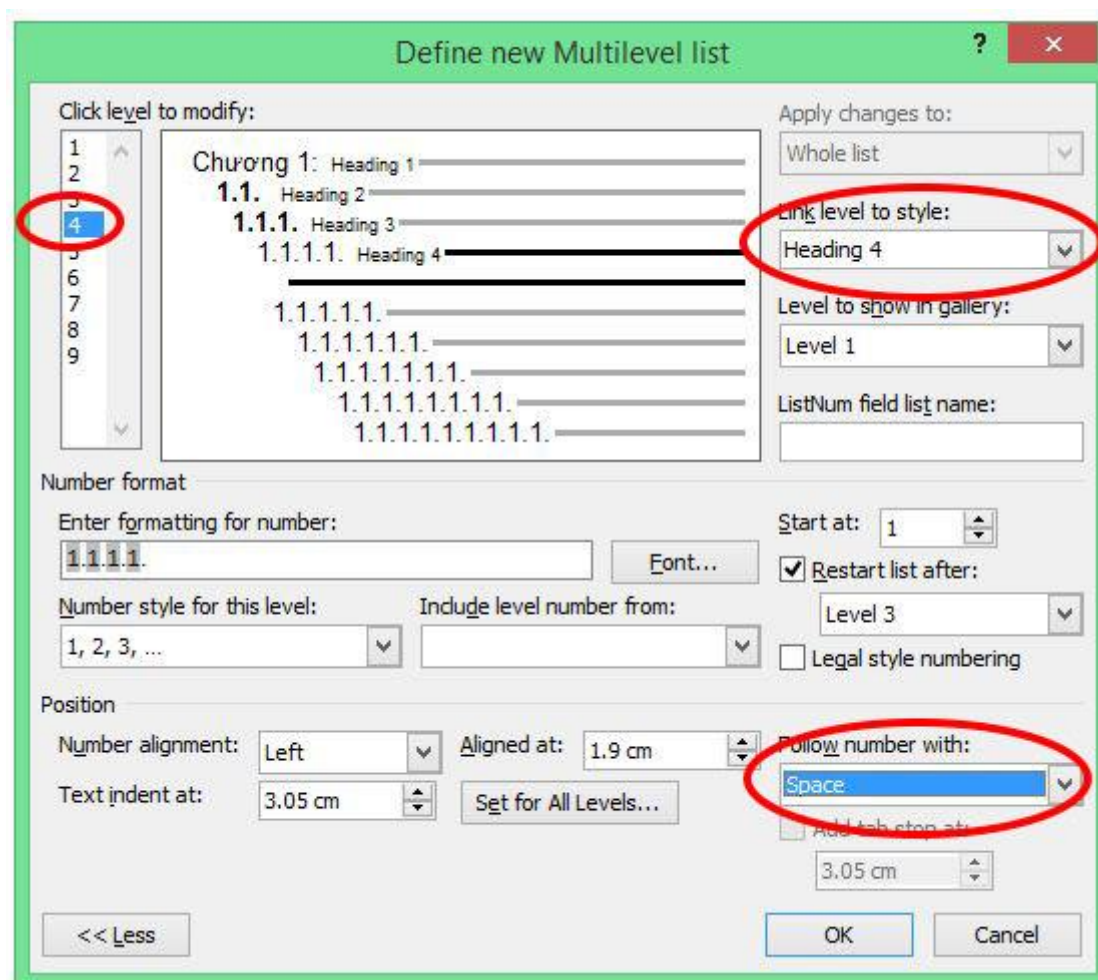 Define new Multilevel list
?
Click level to modify:
Apply changes to:
1
2
3
4
5
6
7
8
9
Chương 1: Heading 1
1.1. Heading 2
1.1.1. Heading 3
1.1.1.1. Heading 4
1.1.1.1.1.
1.1.1.1.1.1.
1.1.1.1.1.1.1.
1.1.1.1.1.1.1.1.
1.1.1.1.1.1.1.1.1.
Whole list
Link level to style:
Heading 4
Level to show in gallery:
Level 1
ListNum field list name:
Number format
Enter formatting for number:
1.1.1.1.
Font...
Start at: 1
Restart list after:
Level 3
Number style for this level:
Include level number from:
1, 2, 3, ...
Legal style numbering
Position
Number alignment: Left
Aligned at: 1.9 cm
Follow number with:
Space
Text indent at: 3.05 cm
Set for All Levels...
Add tab stop at:
3.05 cm
<< Less
OK
Cancel